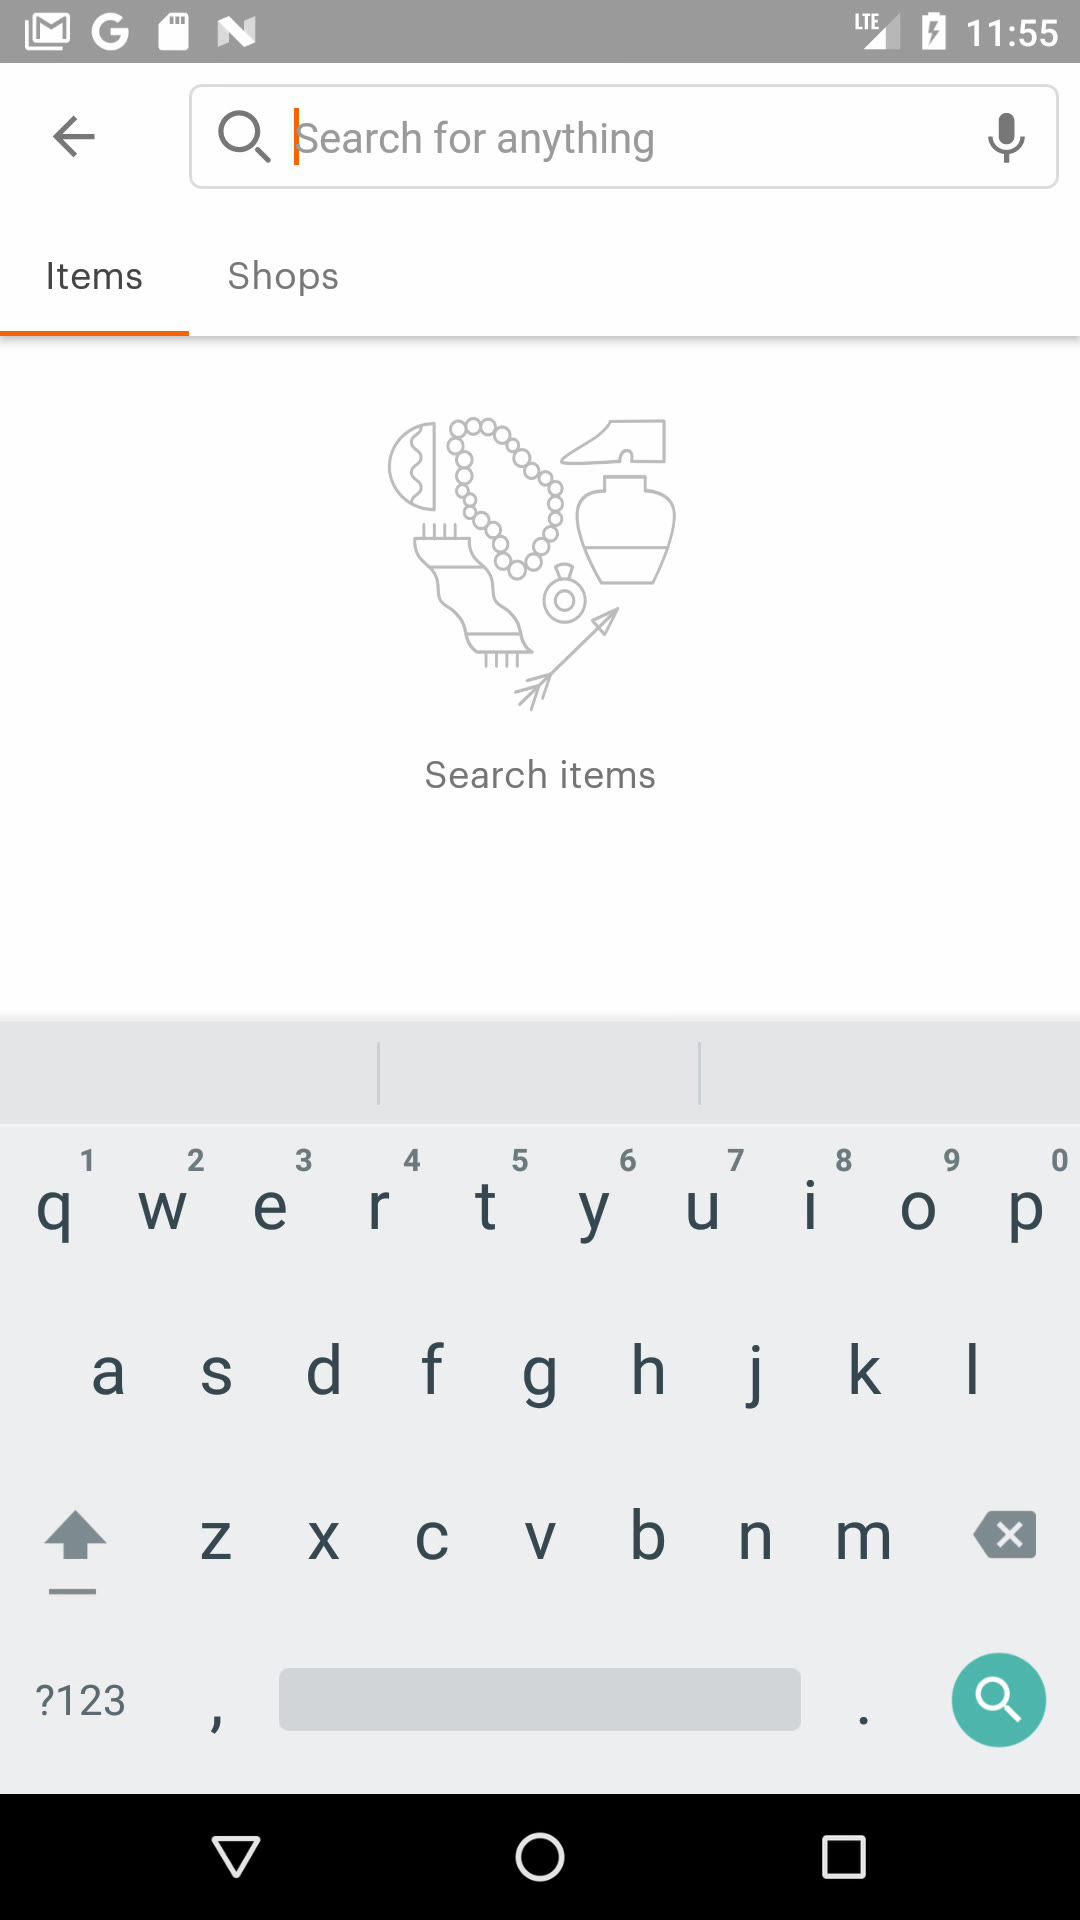 LTE 11:55
Search for anything
Items Shops
Search items
1 2 3 4 5 6 7 8 9 0
q w e r t y u i o p
a s d f g h j k l
z x c v b n m
?123 , .